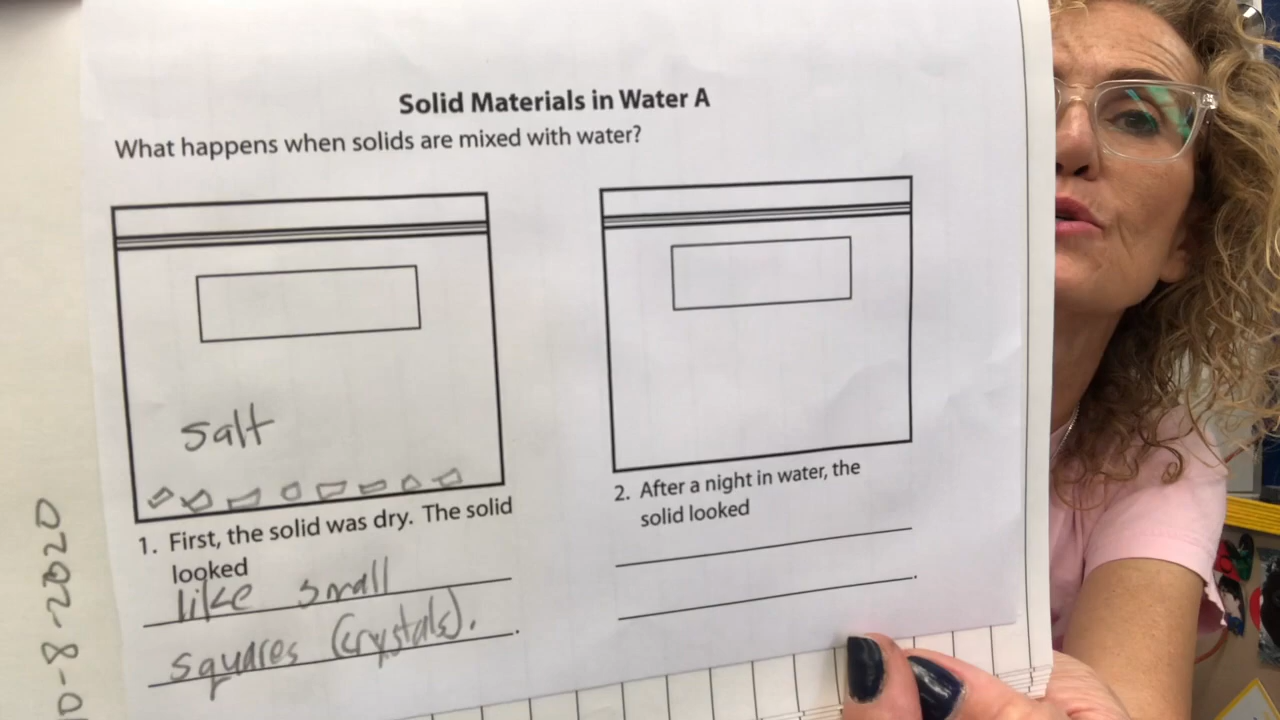 Solid Materials in Water A
What happens when solids are mixed with water?
salt
1. First, the solid was dry. The solid
looked
like small
squares (crystals).
2. After a night in water, the
solid looked
0-8-2020